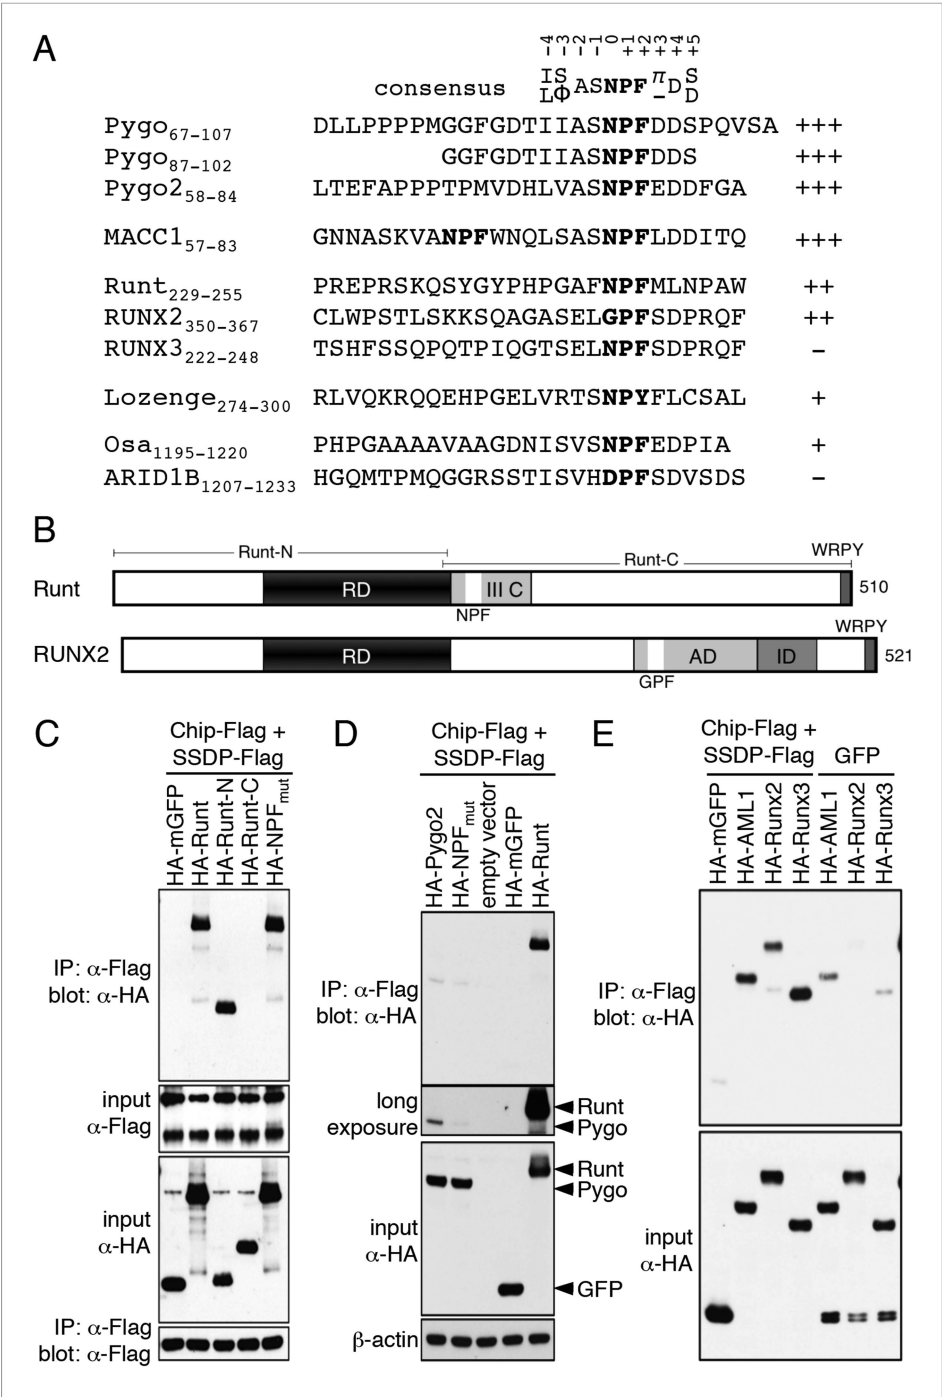 A
-4 -3 -2 -1 0 +1 +2 +3 +4 +5
I S π S
consensus ASNPF D
L Φ – D
Pygo67-107 DLLPPPPMGGFGDTIIASNPFDDSPQVSA +++
Pygo87-102 GGFGDTIIASNPFDDS +++
Pygo258-84 LTEFAPPPTPMVDHLVASNPFEDDFGA +++
MACC157-83 GNNASKVANPFWNQLSASNPFLDDITQ +++
Runt229-255 PREPRSKQSYGYPHPGAFNPFMLNPAW ++
RUNX2350-367 CLWPSTLSKKSQAGASELGPFSDPRQF ++
RUNX3222-248 TSHFSSQPQTPIQGTSELNPFSDPRQF –
Lozenge274-300 RLVQKRQQEHPGELVRTSNPYFLCSAL +
Osa1195-1220 PHPGAAAAVAAGDNISVSNPFEDPIA +
ARID1B1207-1233 HGQMTPMQGGRSSTISVHDPFSDVSDS –
B
Runt-N Runt-C WRPY
Runt RD III C 510
NPF
WRPY
RUNX2 RD AD ID 521
GPF
C
Chip-Flag +
SSDP-Flag
HA-mGFP
HA-Runt
HA-Runt-N
HA-Runt-C
HA-NPFmut
IP: α-Flag
blot: α-HA
input
α-Flag
input
α-HA
IP: α-Flag
blot: α-Flag
D
Chip-Flag +
SSDP-Flag
HA-Pygo2
HA-NPFmut
empty vector
HA-mGFP
HA-Runt
IP: α-Flag
blot: α-HA
long
exposure
Runt
Pygo
Runt
Pygo
input
α-HA
GFP
β-actin
E
Chip-Flag +
SSDP-Flag GFP
HA-mGFP
HA-AML1
HA-Runx2
HA-Runx3
HA-AML1
HA-Runx2
HA-Runx3
IP: α-Flag
blot: α-HA
input
α-HA